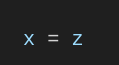 x = z